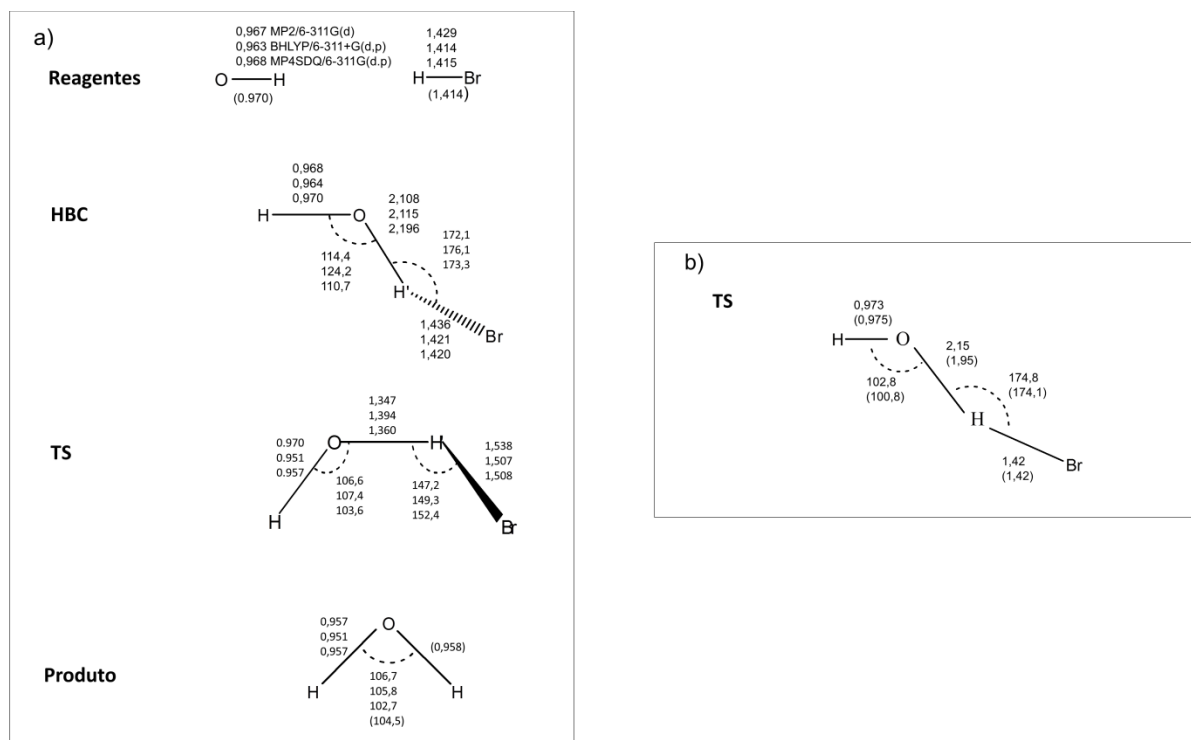 a)
Reagentes
0,967 MP2/6-311G(d)
0,963 BHLYP/6-311+G(d,p)
0,968 MP4SDQ/6-311G(d.p)
O H
(0.970)
1,429
1,414
1,415
H Br
(1,414)
HBC
0,968
0,964
0,970
H O
2,108
2,115
2,196
114,4
124,2
110,7
172,1
176,1
173,3
H'
1,436
1,421
1,420
Br
TS
1,347
1,394
1,360
0.970
0.951
0.957
O H'
1,538
1,507
1,508
106,6
107,4
103,6
147,2
149,3
152,4
H
Br
Produto
0,957
0,951
0,957
O
(0,958)
H H
106,7
105,8
102,7
(104,5)
b)
TS
0,973
(0,975)
H O
2,15
(1,95)
102,8
(100,8)
174,8
(174,1)
H
1,42
(1,42)
Br